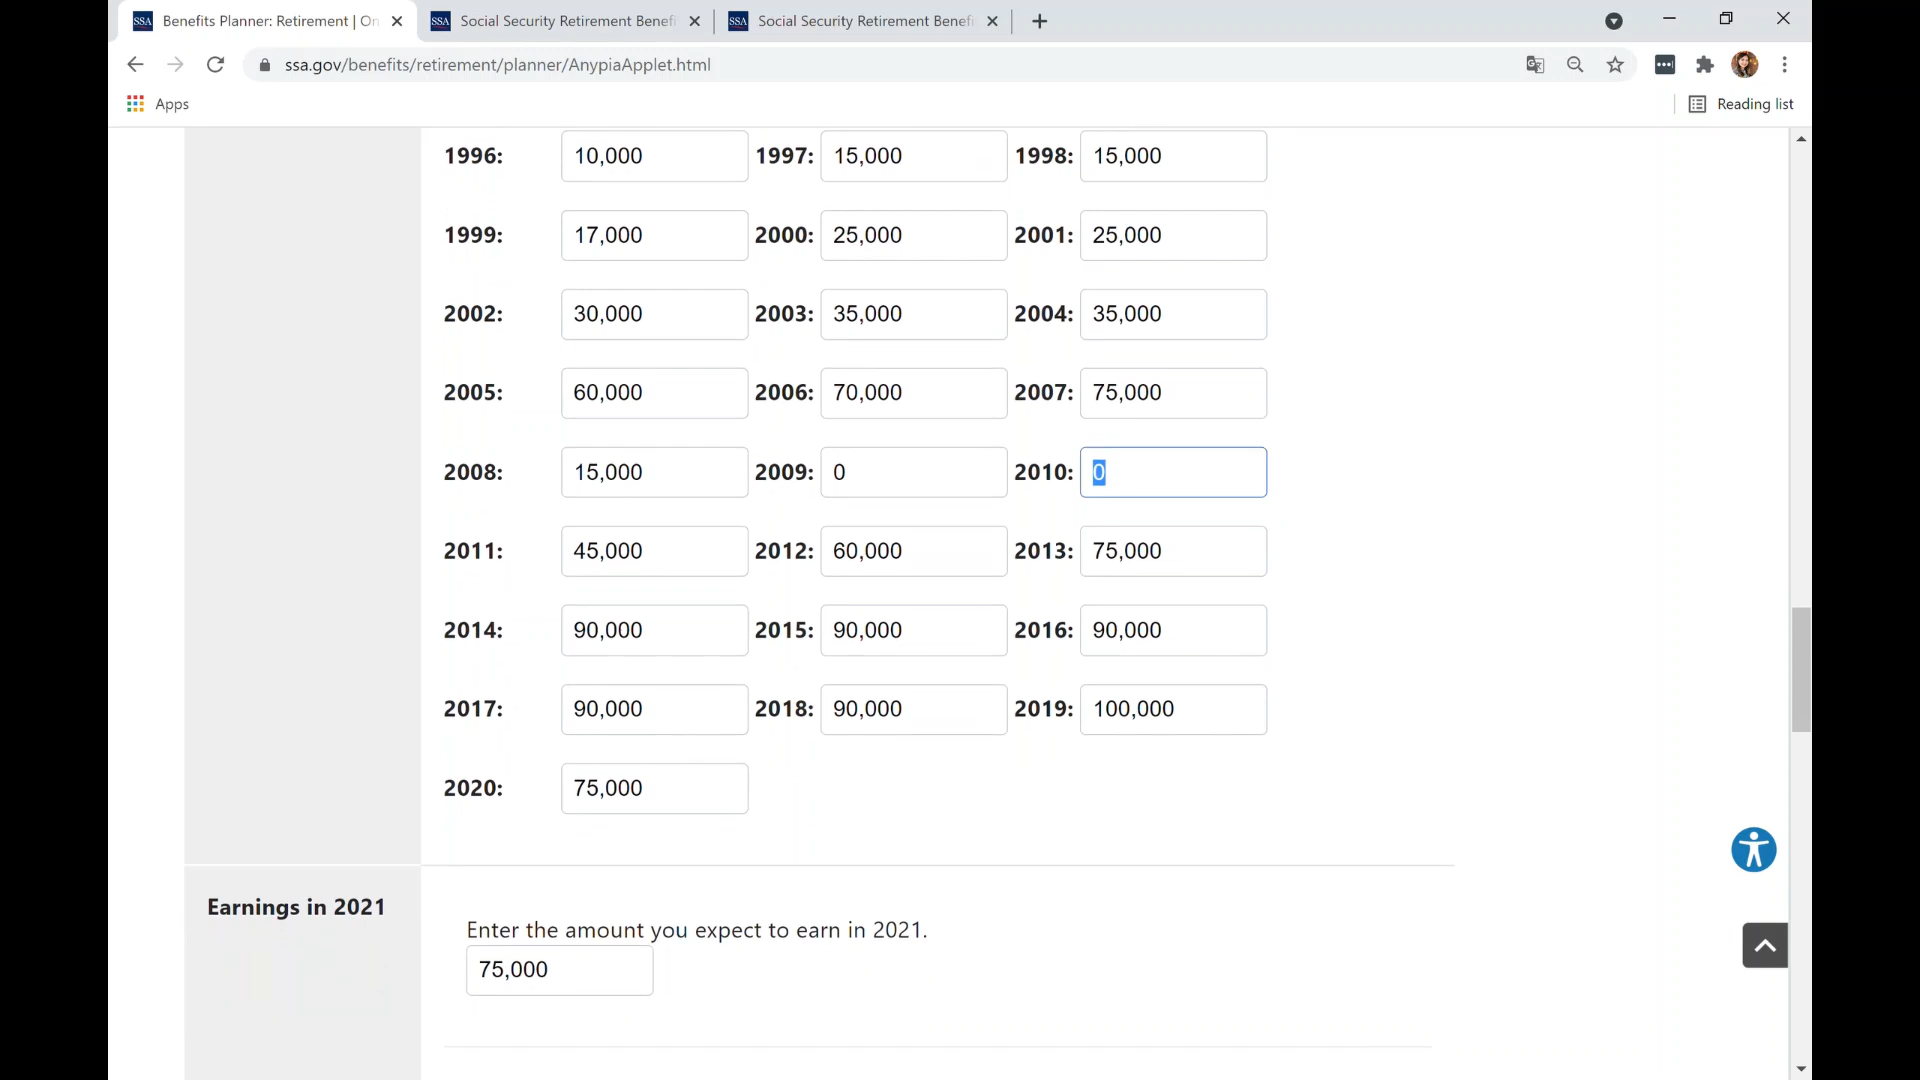 SSA Benefits Planner: Retirement | On
SSA Social Security Retirement Benefi
SSA Social Security Retirement Benefi
ssa.gov/benefits/retirement/planner/AnypiaApplet.html
Apps
Reading list
1996: 10,000 1997: 15,000 1998: 15,000
1999: 17,000 2000: 25,000 2001: 25,000
2002: 30,000 2003: 35,000 2004: 35,000
2005: 60,000 2006: 70,000 2007: 75,000
2008: 15,000 2009: 0 2010: 0
2011: 45,000 2012: 60,000 2013: 75,000
2014: 90,000 2015: 90,000 2016: 90,000
2017: 90,000 2018: 90,000 2019: 100,000
2020: 75,000
Earnings in 2021
Enter the amount you expect to earn in 2021.
75,000